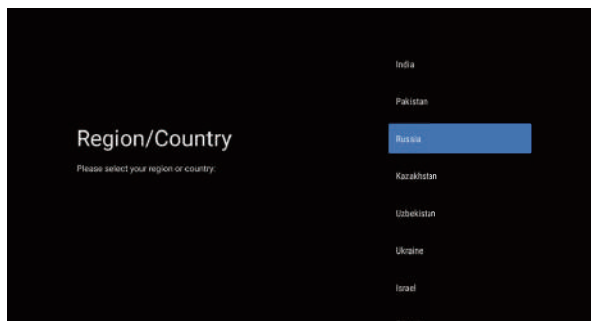 Region/Country
Please select your region or country:
India
Pakistan
Russia
Kazakhstan
Uzbekistan
Ukraine
Israel